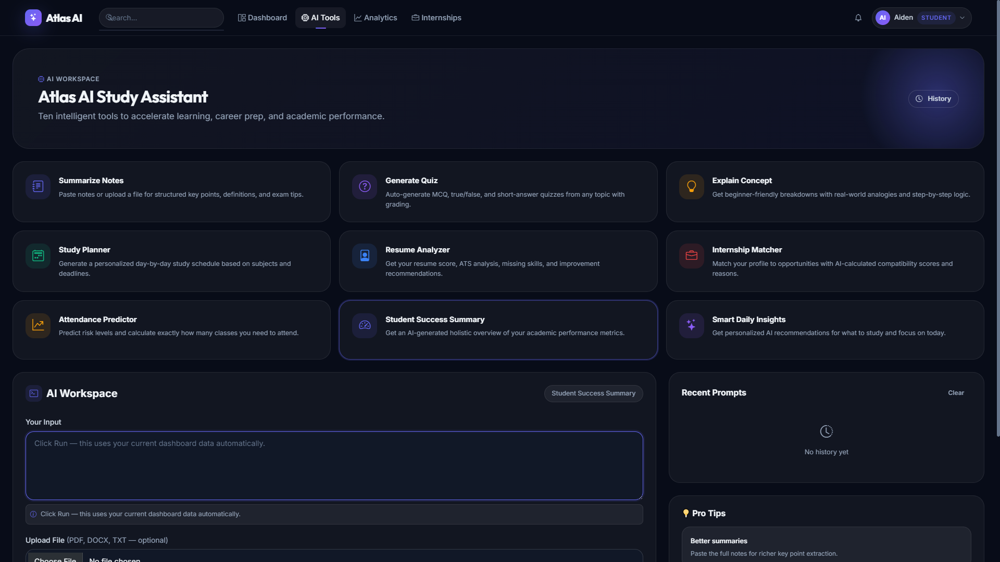 Atlas AI
Search...
Dashboard
AI Tools
Analytics
Internships
AI
Aiden
STUDENT
AI WORKSPACE
Atlas AI Study Assistant
Ten intelligent tools to accelerate learning, career prep, and academic performance.
History
Summarize Notes
Paste notes or upload a file for structured key points, definitions, and exam tips.
Generate Quiz
Auto-generate MCQ, true/false, and short-answer quizzes from any topic with
grading.
Explain Concept
Get beginner-friendly breakdowns with real-world analogies and step-by-step logic.
Study Planner
Generate a personalized day-by-day study schedule based on subjects and
deadlines.
Resume Analyzer
Get your resume score, ATS analysis, missing skills, and improvement
recommendations.
Internship Matcher
Match your profile to opportunities with AI-calculated compatibility scores and
reasons.
Attendance Predictor
Predict risk levels and calculate exactly how many classes you need to attend.
Student Success Summary
Get an AI-generated holistic overview of your academic performance metrics.
Smart Daily Insights
Get personalized AI recommendations for what to study and focus on today.
AI Workspace
Student Success Summary
Your Input
Click Run — this uses your current dashboard data automatically.
Click Run — this uses your current dashboard data automatically.
Upload File (PDF, DOCX, TXT — optional)
Choose File No file chosen
Recent Prompts
Clear
No history yet
💡 Pro Tips
Better summaries
Paste the full notes for richer key point extraction.